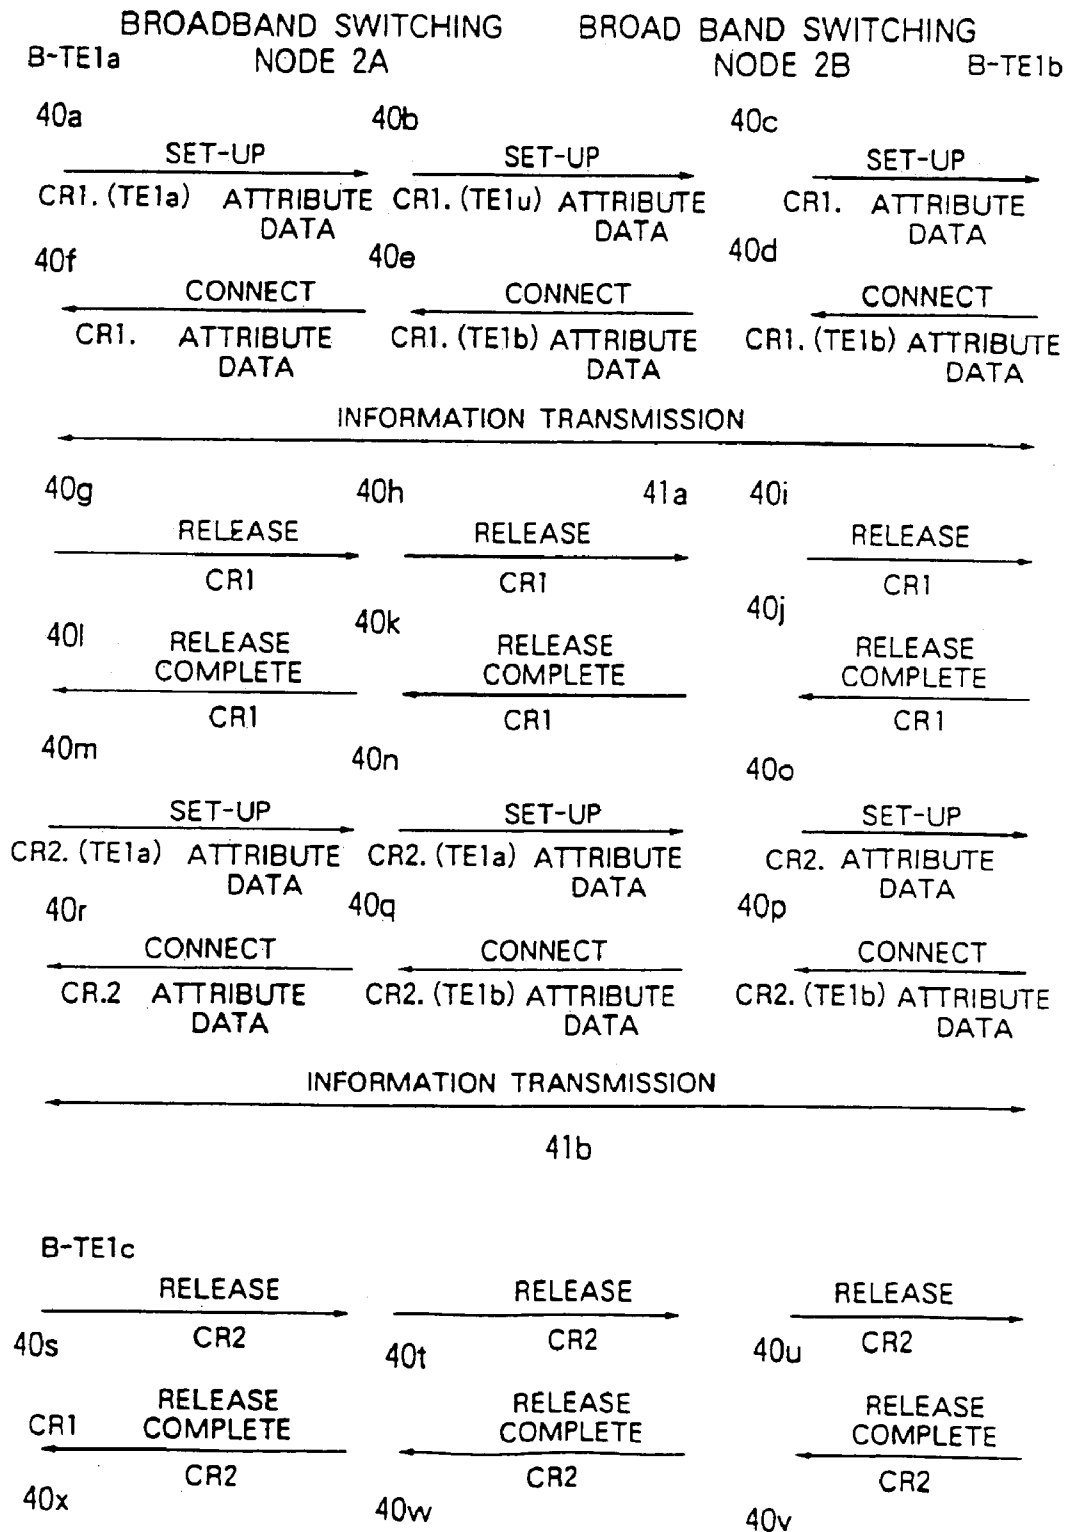 BROADBAND SWITCHING BROAD BAND SWITCHING
B-TE1a NODE 2A NODE 2B B-TE1b
40a 40b 40c
SET-UP SET-UP SET-UP
CR1. (TE1a) ATTRIBUTE CR1. (TE1u) ATTRIBUTE CR1. ATTRIBUTE
DATA DATA DATA
40f 40e 40d
CONNECT CONNECT CONNECT
CR1. ATTRIBUTE CR1. (TE1b) ATTRIBUTE CR1. (TE1b) ATTRIBUTE
DATA DATA DATA
INFORMATION TRANSMISSION
40g 40h 41a 40i
RELEASE RELEASE RELEASE
CR1 CR1 CR1
40l 40k 40j
RELEASE RELEASE RELEASE
COMPLETE COMPLETE COMPLETE
CR1 CR1 CR1
40m 40n 40o
SET-UP SET-UP SET-UP
CR2. (TE1a) ATTRIBUTE CR2. (TE1a) ATTRIBUTE CR2. ATTRIBUTE
DATA DATA DATA
40r 40q 40p
CONNECT CONNECT CONNECT
CR.2 ATTRIBUTE CR2. (TE1b) ATTRIBUTE CR2. (TE1b) ATTRIBUTE
DATA DATA DATA
INFORMATION TRANSMISSION
41b
B-TE1c
RELEASE RELEASE RELEASE
40s CR2 40t CR2 40u CR2
RELEASE RELEASE RELEASE
CR1 COMPLETE COMPLETE COMPLETE
CR2 CR2 CR2
40x 40w 40v